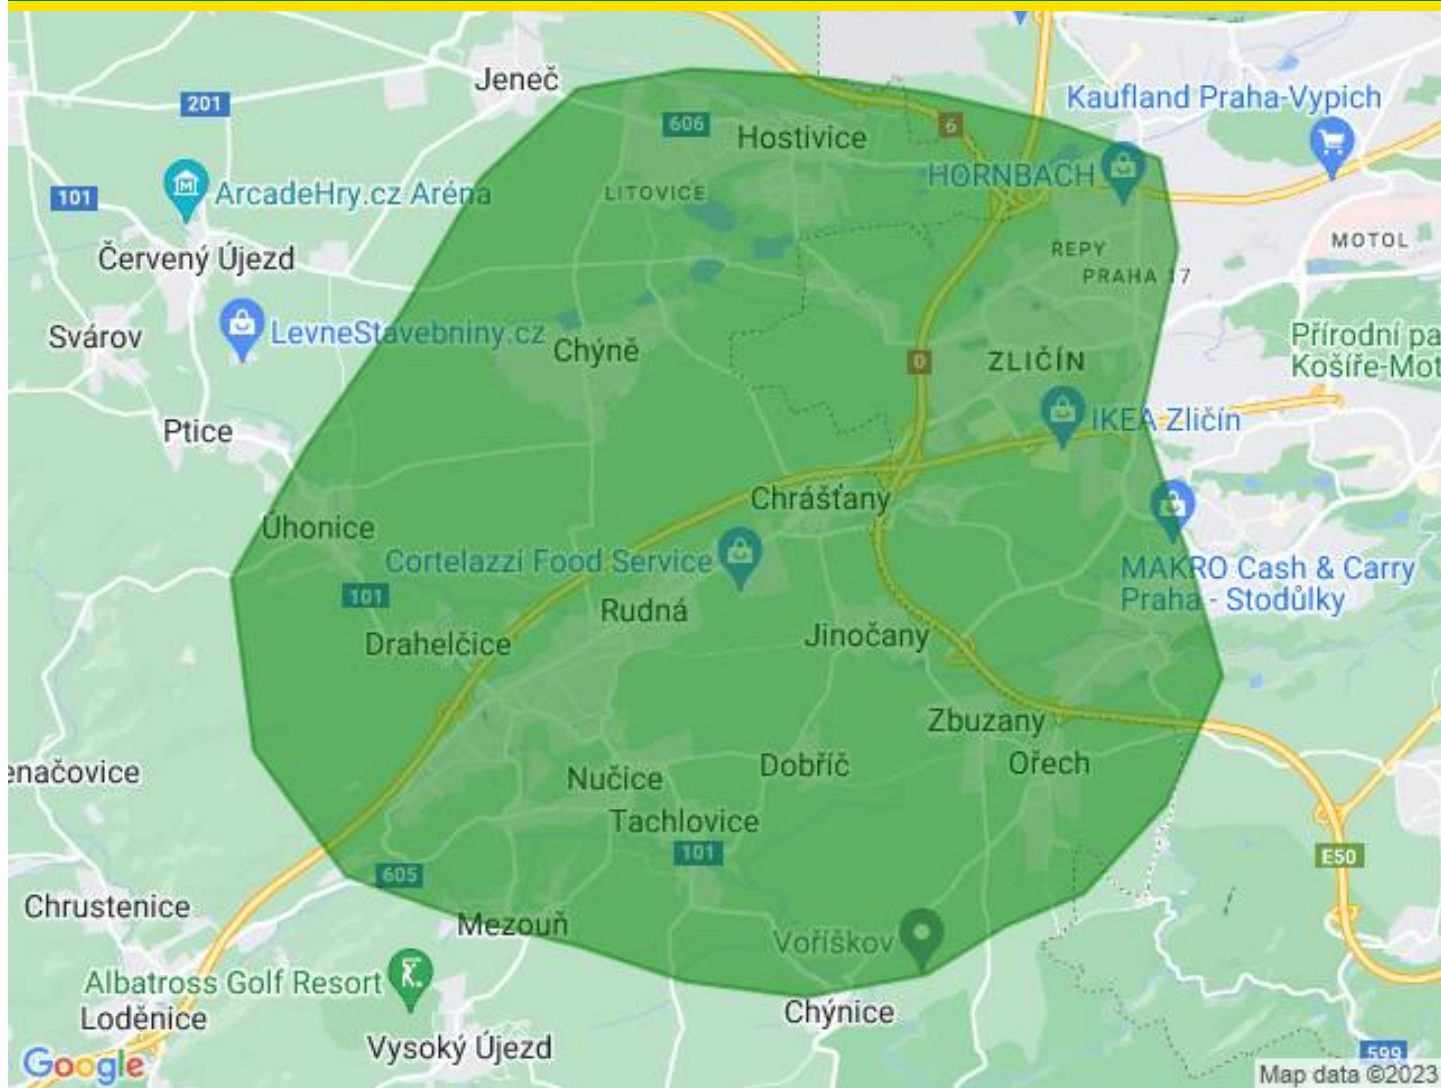 Jeneč
201
606
Hostivice
6
Kaufland Praha-Vypich
HORNBACH
101
ArcadeHry.cz Aréna
LITOVICE
Červený Újezd
ŘEPY
MOTOL
PRAHA 17
Svárov
LevneStavebniny.cz
Chýně
0
ZLIČÍN
Přírodní pa
Košíře-Mot
Ptice
IKEA Zličín
Chrášťany
Úhonice
Cortelazzi Food Service
MAKRO Cash & Carry
Praha - Stodůlky
101
Rudná
Drahelčice
Jinočany
Zbuzany
enačovice
Nučice
Dobříč
Ořech
Tachlovice
101
E50
605
Chrustenice
Mezouň
Voříškov
Albatross Golf Resort
Loděnice
Chýnice
Vysoký Újezd
599
Google
Map data ©2023